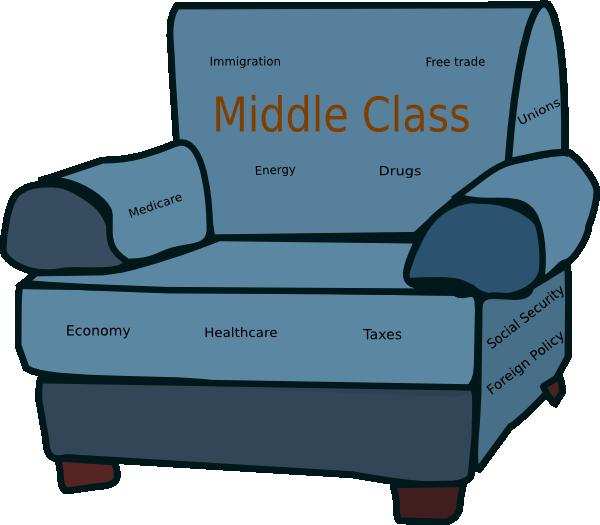 Immigration
Free trade
Unions
Middle Class
Energy
Drugs
Medicare
Economy
Healthcare
Taxes
Social Security
Foreign Policy